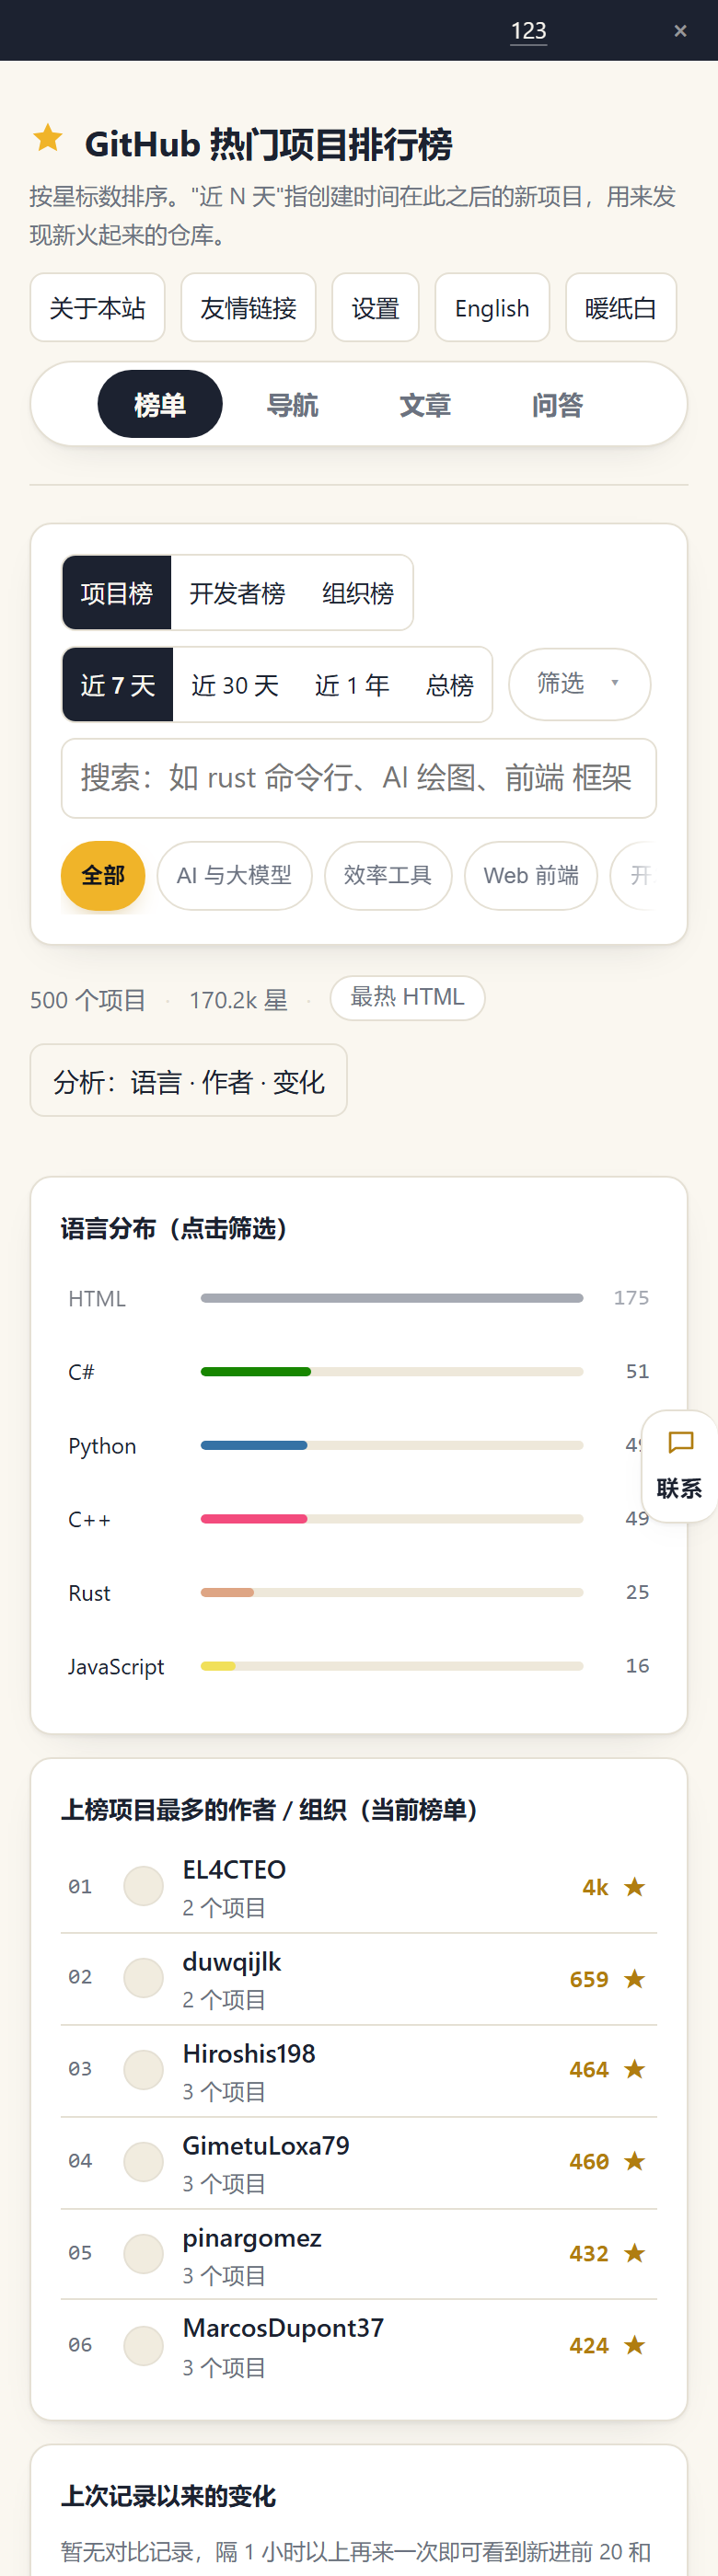 123
×
GitHub 热门项目排行榜
按星标数排序。"近 N 天"指创建时间在此之后的新项目，用来发
现新火起来的仓库。
关于本站 友情链接 设置 English 暖纸白
榜单 导航 文章 问答
项目榜 开发者榜 组织榜
近 7 天 近 30 天 近 1 年 总榜 筛选
搜索：如 rust 命令行、AI 绘图、前端 框架
全部 AI 与大模型 效率工具 Web 前端 开
500 个项目 · 170.2k 星 · 最热 HTML
分析：语言 · 作者 · 变化
语言分布（点击筛选）
HTML 175
C# 51
Python
联系
C++ 49
Rust 25
JavaScript 16
上榜项目最多的作者 / 组织（当前榜单）
01 EL4CTEO 4k ★
2 个项目
02 duwqijlk 659 ★
2 个项目
03 Hiroshis198 464 ★
3 个项目
04 GimetuLoxa79 460 ★
3 个项目
05 pinargomez 432 ★
3 个项目
06 MarcosDupont37 424 ★
3 个项目
上次记录以来的变化
暂无对比记录，隔 1 小时以上再来一次即可看到新进前 20 和